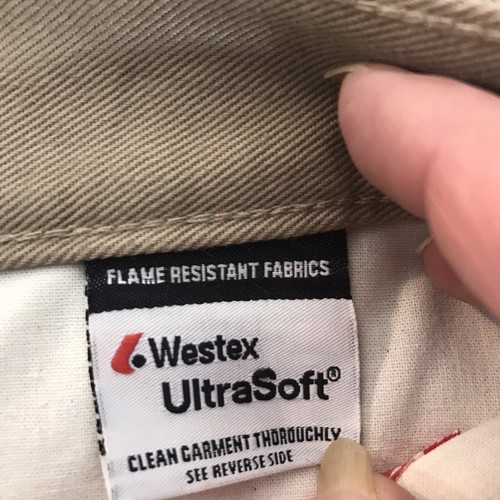 FLAME RESISTANT FABRICS
Westex
UltraSoft®
CLEAN GARMENT THOROUGHLY
SEE REVERSE SIDE